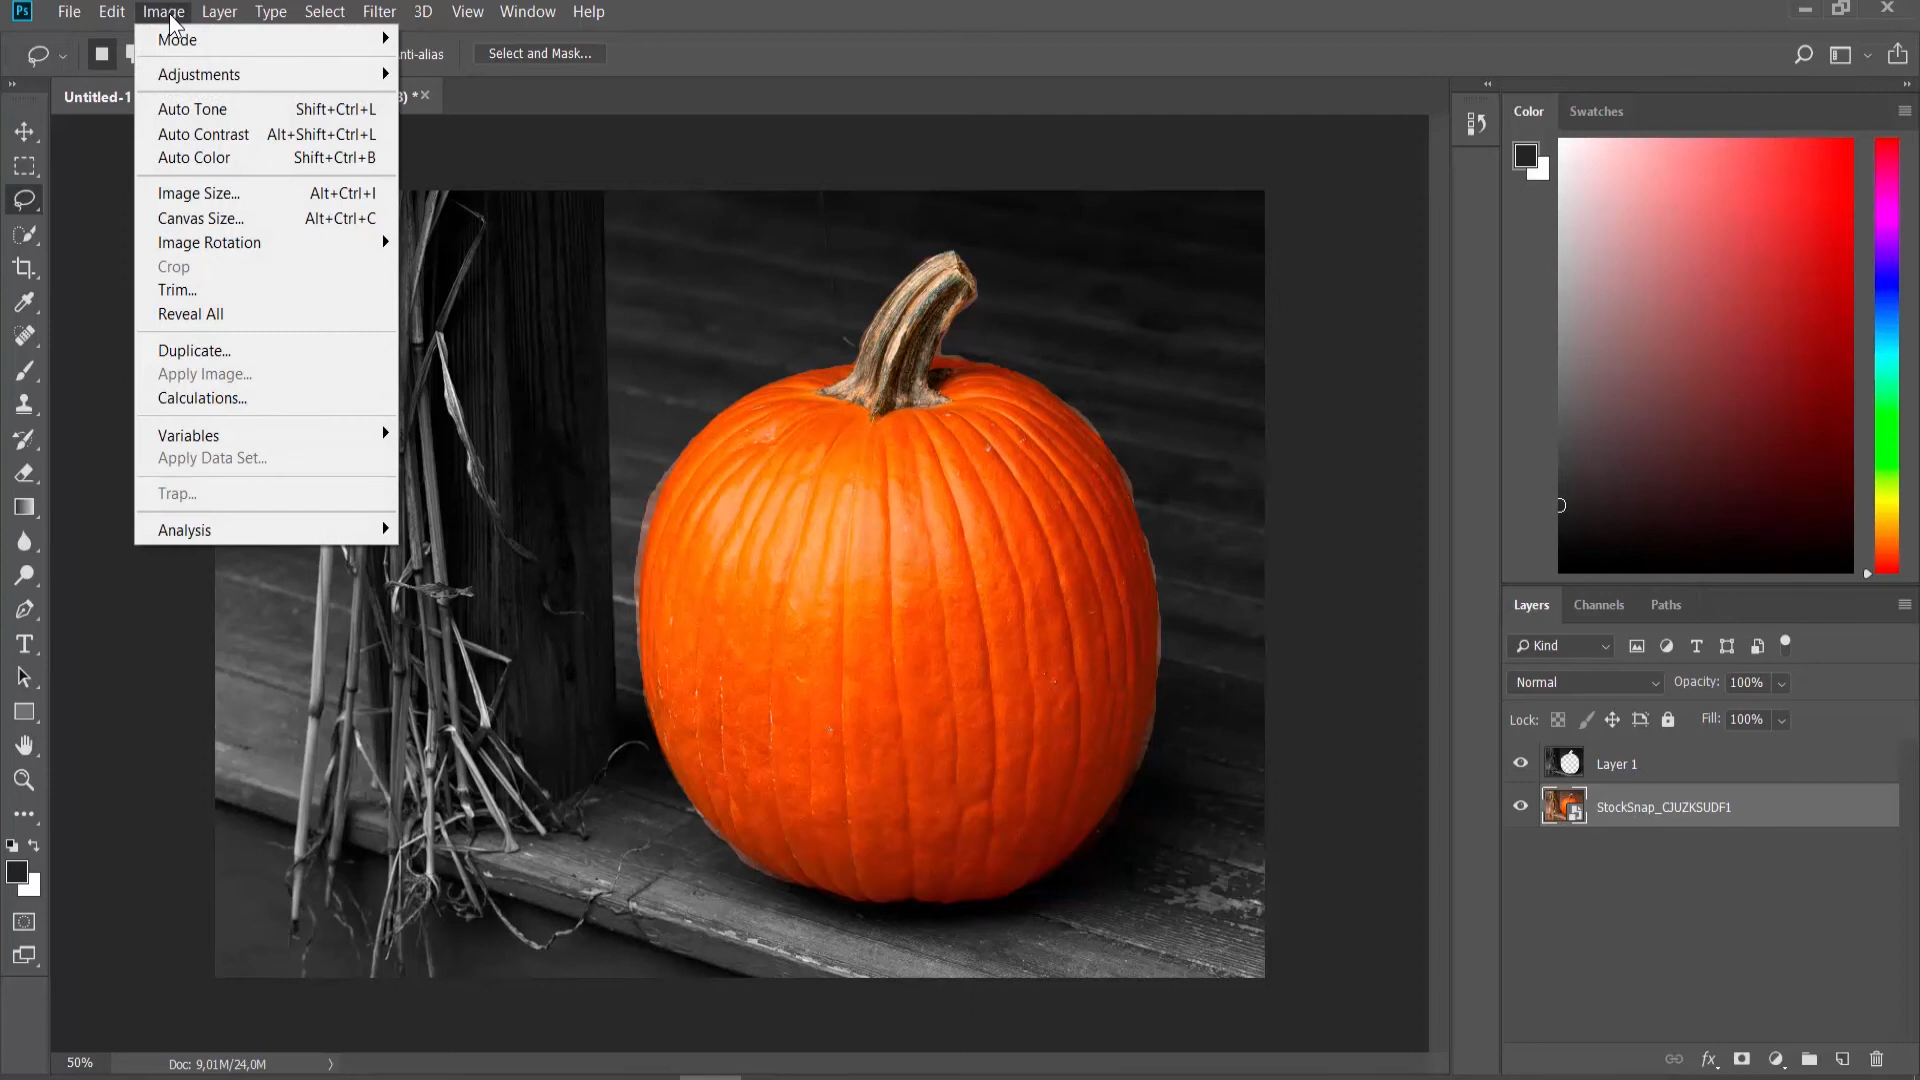 Ps File Edit Image Layer Type Select Filter 3D View Window Help
nti-alias Select and Mask...
Untitled-1 ) * ×
Mode
Adjustments
Auto Tone Shift+Ctrl+L
Auto Contrast Alt+Shift+Ctrl+L
Auto Color Shift+Ctrl+B
Image Size... Alt+Ctrl+I
Canvas Size... Alt+Ctrl+C
Image Rotation
Crop
Trim...
Reveal All
Duplicate...
Apply Image...
Calculations...
Variables
Apply Data Set...
Trap...
Analysis
Color Swatches
Layers Channels Paths
Kind
Normal Opacity: 100%
Lock: Fill: 100%
Layer 1
StockSnap_CJUZKSUDF1
fx
50% Doc: 9,01M/24,0M